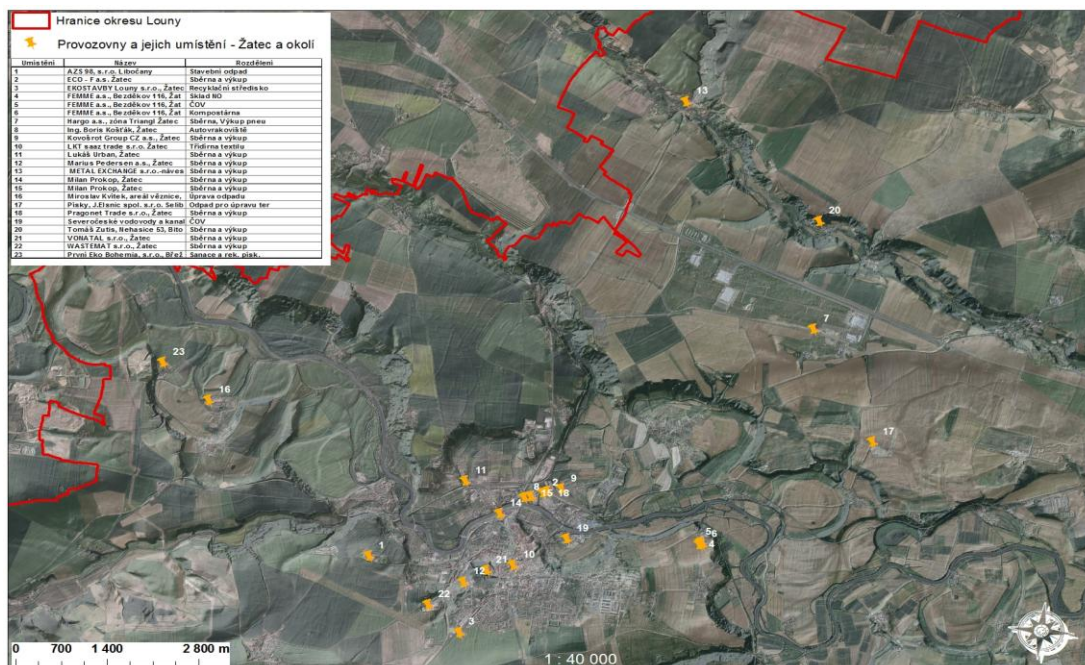 Hranice okresu Louny
Provozovny a jejich umístění - Žatec a okolí
Umístění Název Rozdělení
1 AZS 98, s.r.o. Libočany Stavební odpad
2 ECO - F a.s. Žatec Sběrna a výkup
3 EKOSTAVBY Louny s.r.o., Žatec Recyklační středisko
4 FEMME a.s., Bezděkov 116, Žat Sklad NO
5 FEMME a.s., Bezděkov 116, Žat ČOV
6 FEMME a.s., Bezděkov 116, Žat Kompostárna
7 Hargo a.s., zóna Triangl Žatec Sběrna, Výkup pneu
8 Ing. Boris Košťák, Žatec Autovrakoviště
9 Kovošrot Group CZ a.s., Žatec Sběrna a výkup
10 LKT saaz trade s.r.o. Žatec Třídírna textilu
11 Lukáš Urban, Žatec Sběrna a výkup
12 Marius Pedersen a.s., Žatec Sběrna a výkup
13 METAL EXCHANGE s.r.o.-náves Sběrna a výkup
14 Milan Prokop, Žatec Sběrna a výkup
15 Milan Prokop, Žatec Sběrna a výkup
16 Miroslav Kvítek, areál věznice, Úprava odpadu
17 Písky, J.Elsnic spol. s.r.o. Selib Odpad pro úpravu ter
18 Pragonet Trade s.r.o., Žatec Sběrna a výkup
19 Severočeské vodovody a kanal ČOV
20 Tomáš Zutis, Nehasice 53, Bito Sběrna a výkup
21 VONATAL s.r.o., Žatec Sběrna a výkup
22 WASTEMAT s.r.o., Žatec Sběrna a výkup
23 První Eko Bohemia, s.r.o., Břež Sanace a rek. písk.
13
20
7
23
16
17
11
8
2
9
15
18
14
19
5
6
4
1
21
10
12
22
3
0 700 1 400 2 800 m
1 : 40 000